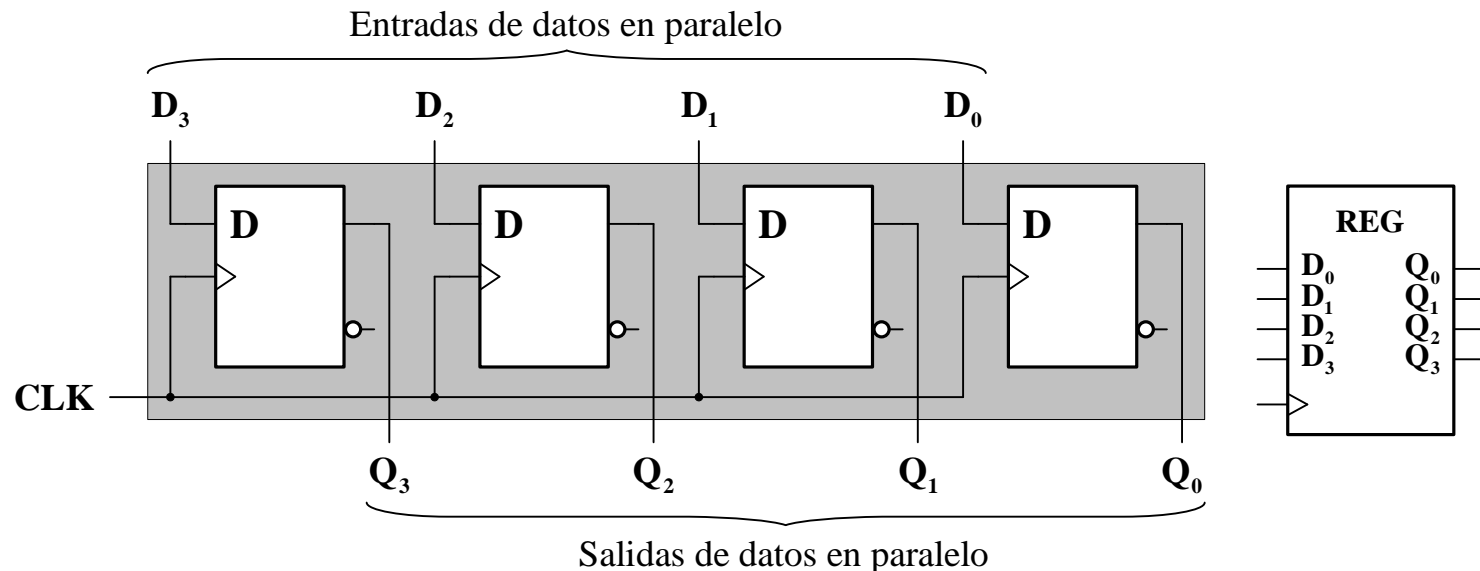 Entradas de datos en paralelo
D₃ D₂ D₁ D₀
D D D D
REG
D₀ Q₀
D₁ Q₁
D₂ Q₂
D₃ Q₃
CLK
Q₃ Q₂ Q₁ Q₀
Salidas de datos en paralelo